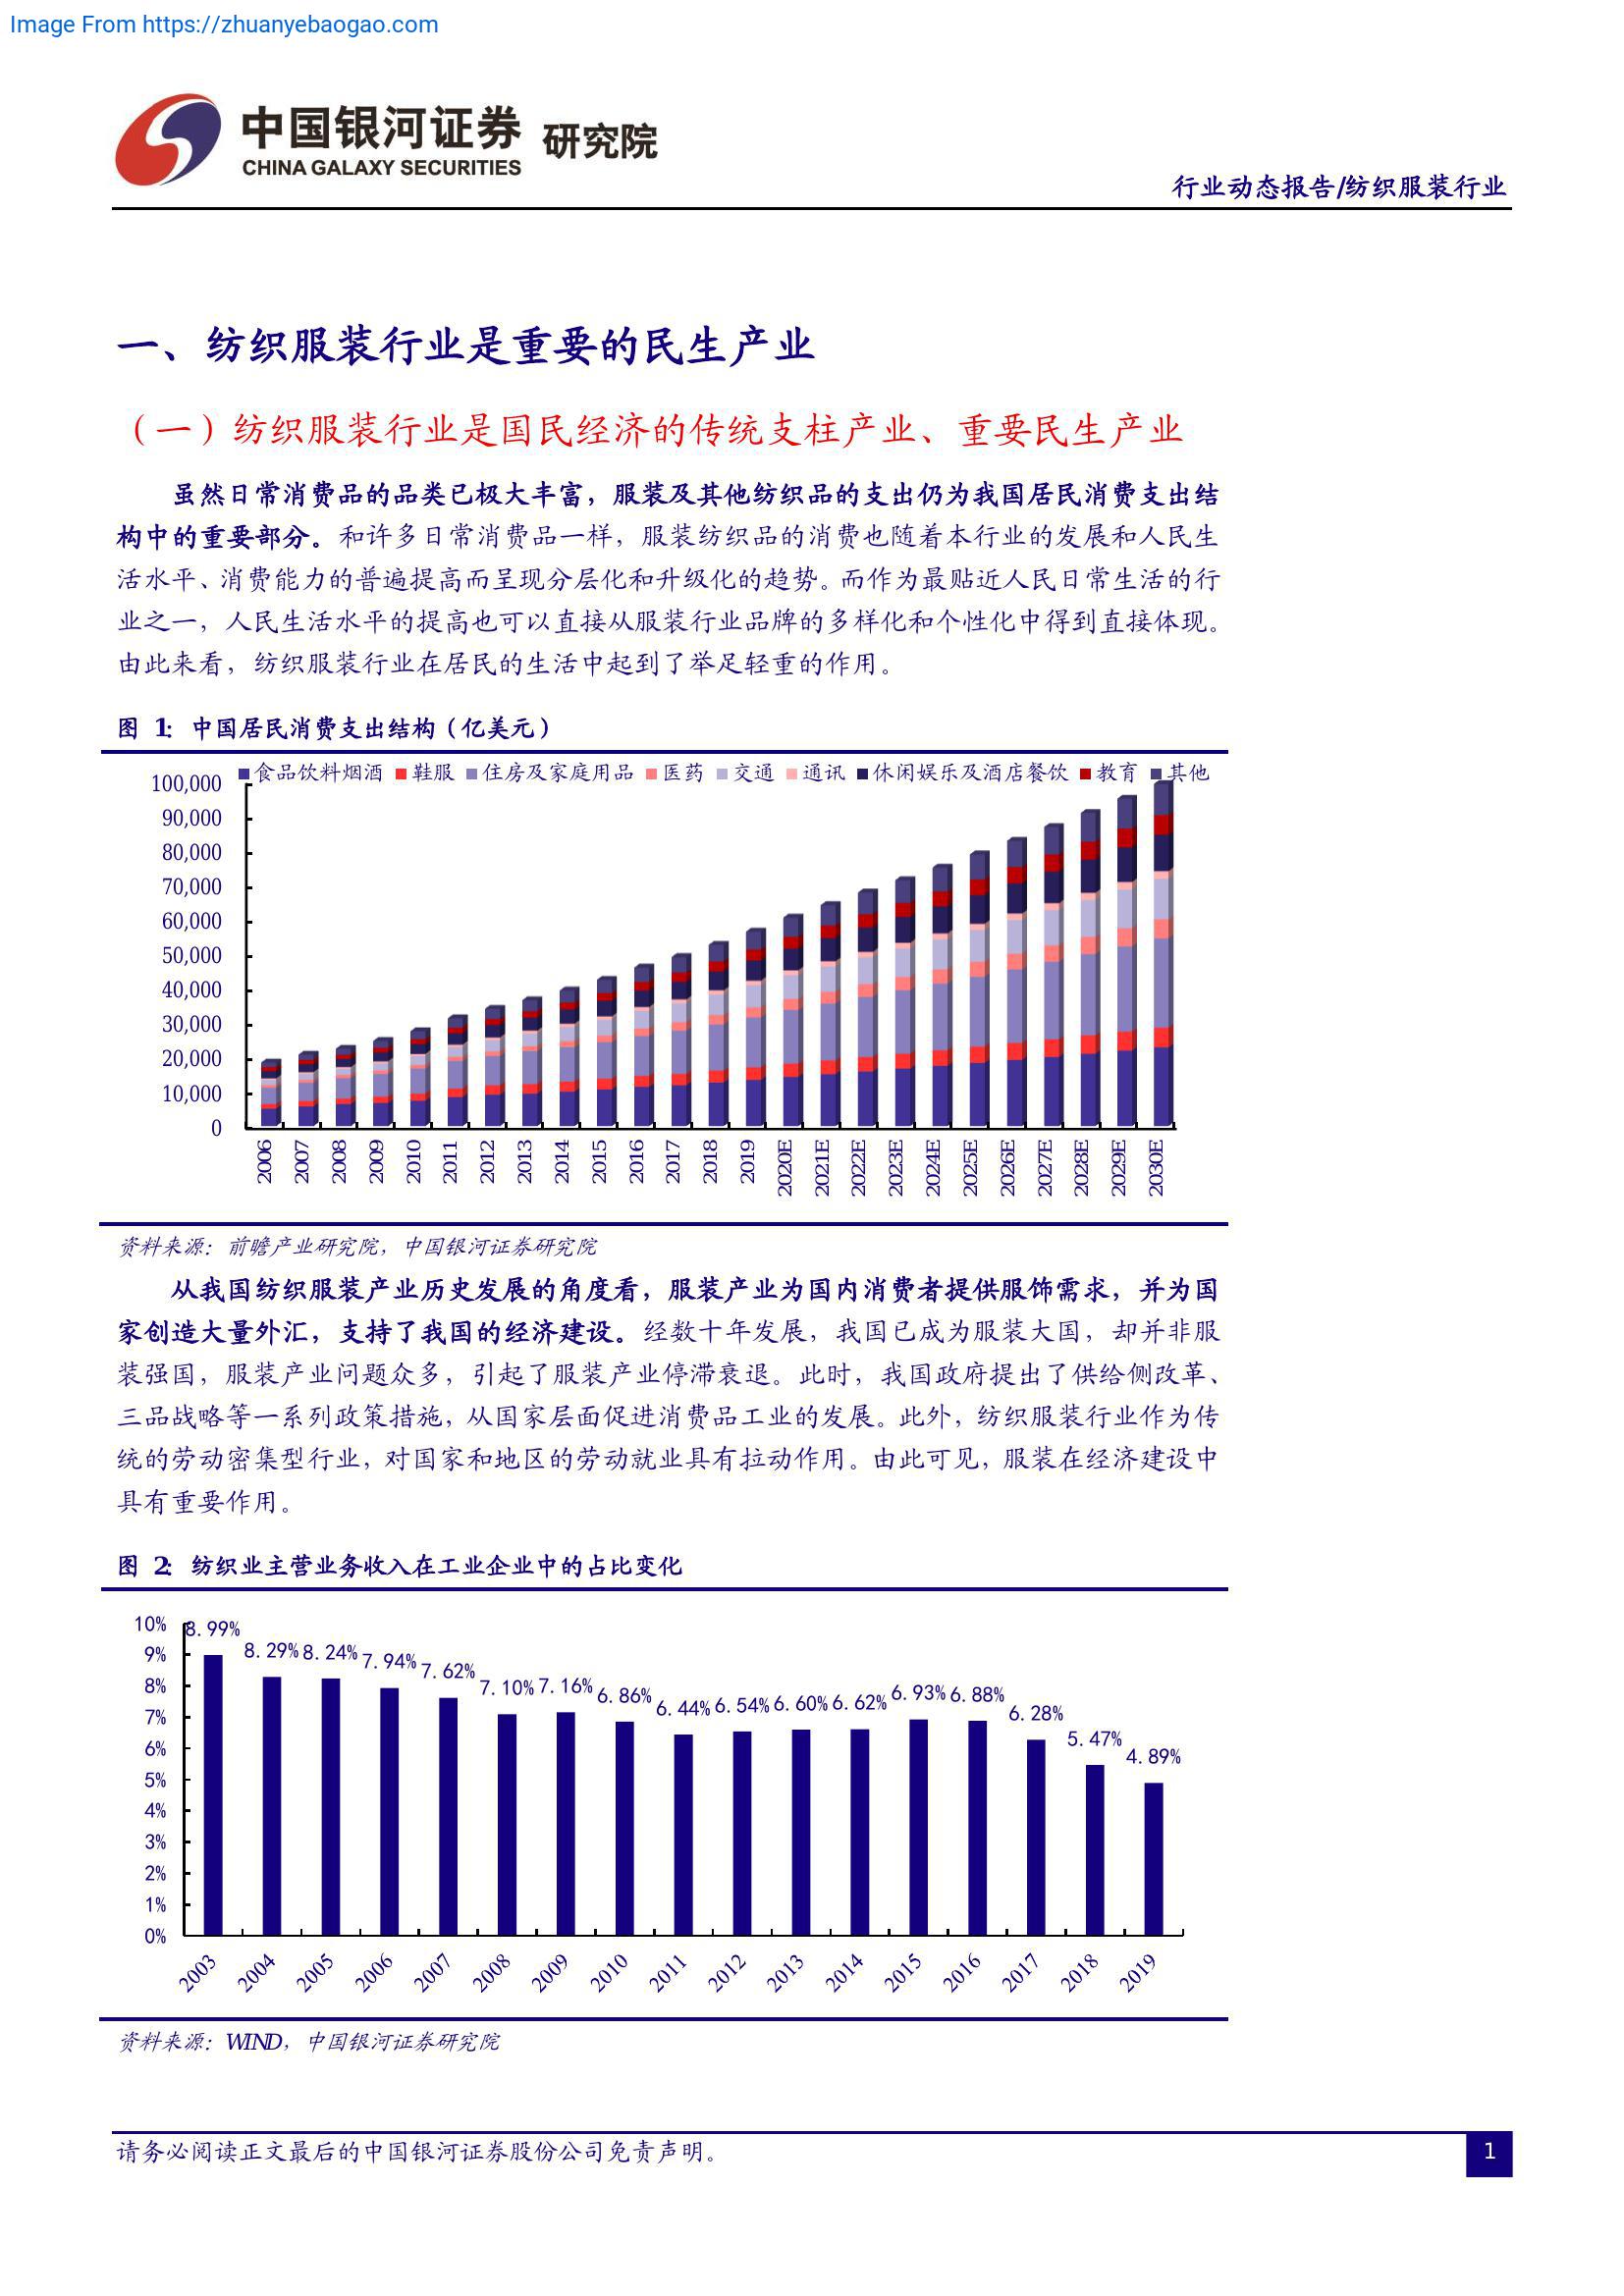 Image From https://zhuanyebaogao.com
中国银河证券 研究院
CHINA GALAXY SECURITIES
行业动态报告/纺织服装行业
一、纺织服装行业是重要的民生产业
（一）纺织服装行业是国民经济的传统支柱产业、重要民生产业
虽然日常消费品的品类已极大丰富，服装及其他纺织品的支出仍为我国居民消费支出结
构中的重要部分。和许多日常消费品一样，服装纺织品的消费也随着本行业的发展和人民生
活水平、消费能力的普遍提高而呈现分层化和升级化的趋势。而作为最贴近人民日常生活的行
业之一，人民生活水平的提高也可以直接从服装行业品牌的多样化和个性化中得到直接体现。
由此来看，纺织服装行业在居民的生活中起到了举足轻重的作用。
图 1: 中国居民消费支出结构（亿美元）
食品饮料烟酒 鞋服 住房及家庭用品 医药 交通 通讯 休闲娱乐及酒店餐饮 教育 其他
100,000
90,000
80,000
70,000
60,000
50,000
40,000
30,000
20,000
10,000
0
2006 2007 2008 2009 2010 2011 2012 2013 2014 2015 2016 2017 2018 2019 2020E 2021E 2022E 2023E 2024E 2025E 2026E 2027E 2028E 2029E 2030E
资料来源：前瞻产业研究院，中国银河证券研究院
从我国纺织服装产业历史发展的角度看，服装产业为国内消费者提供服饰需求，并为国
家创造大量外汇，支持了我国的经济建设。经数十年发展，我国已成为服装大国，却并非服
装强国，服装产业问题众多，引起了服装产业停滞衰退。此时，我国政府提出了供给侧改革、
三品战略等一系列政策措施，从国家层面促进消费品工业的发展。此外，纺织服装行业作为传
统的劳动密集型行业，对国家和地区的劳动就业具有拉动作用。由此可见，服装在经济建设中
具有重要作用。
图 2: 纺织业主营业务收入在工业企业中的占比变化
10%
9%
8%
7%
6%
5%
4%
3%
2%
1%
0%
8.99% 8.29% 8.24% 7.94% 7.62% 7.10% 7.16% 6.86% 6.44% 6.54% 6.60% 6.62% 6.93% 6.88% 6.28% 5.47% 4.89%
2003 2004 2005 2006 2007 2008 2009 2010 2011 2012 2013 2014 2015 2016 2017 2018 2019
资料来源：WIND，中国银河证券研究院
请务必阅读正文最后的中国银河证券股份公司免责声明。
1